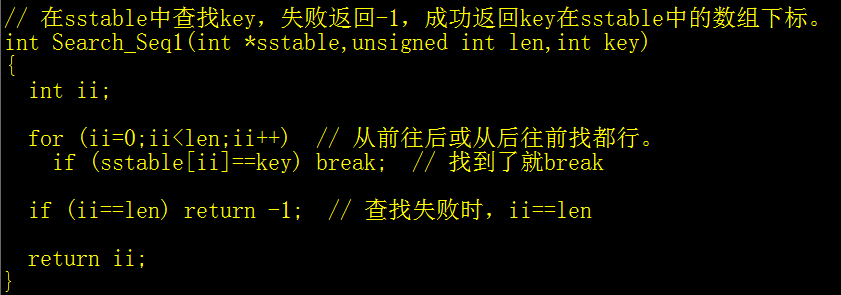 // 在sstable中查找key，失败返回-1，成功返回key在sstable中的数组下标。
int Search_Seq1(int *sstable,unsigned int len,int key)
{
  int ii;

  for (ii=0;ii<len;ii++)  // 从前往后或从后往前找都行。
    if (sstable[ii]==key) break;  // 找到了就break

  if (ii==len) return -1;  // 查找失败时，ii==len

  return ii;
}